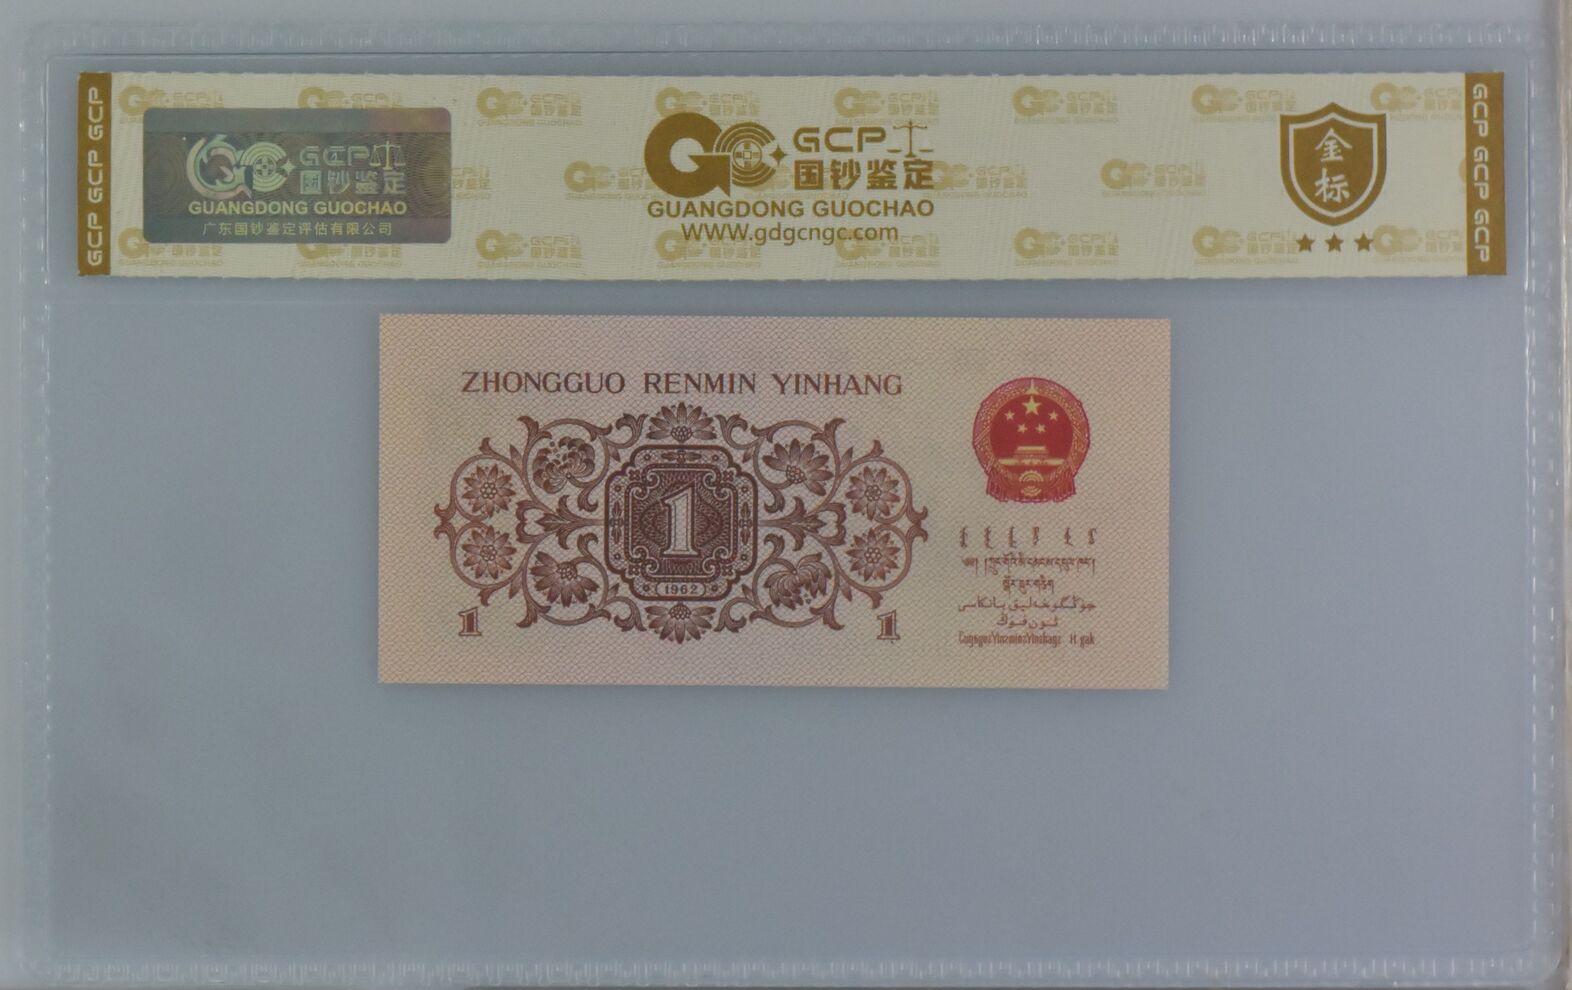 GCP GCP GCP
GCP
国钞鉴定
GUANGDONG GUOCHAO
广东国钞鉴定评估有限公司
GCP
国钞鉴定
GUANGDONG GUOCHAO
WWW.gdgcngc.com
金标
GCP GCP GCP
ZHONGGUO RENMIN YINHANG
1
(1962)
1
1